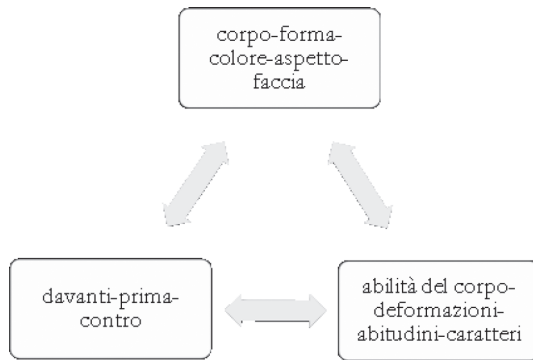 corpo-forma-
colore-aspetto-
faccia
davanti-prima-
contro
abilità del corpo-
deformazioni-
abitudini-caratteri